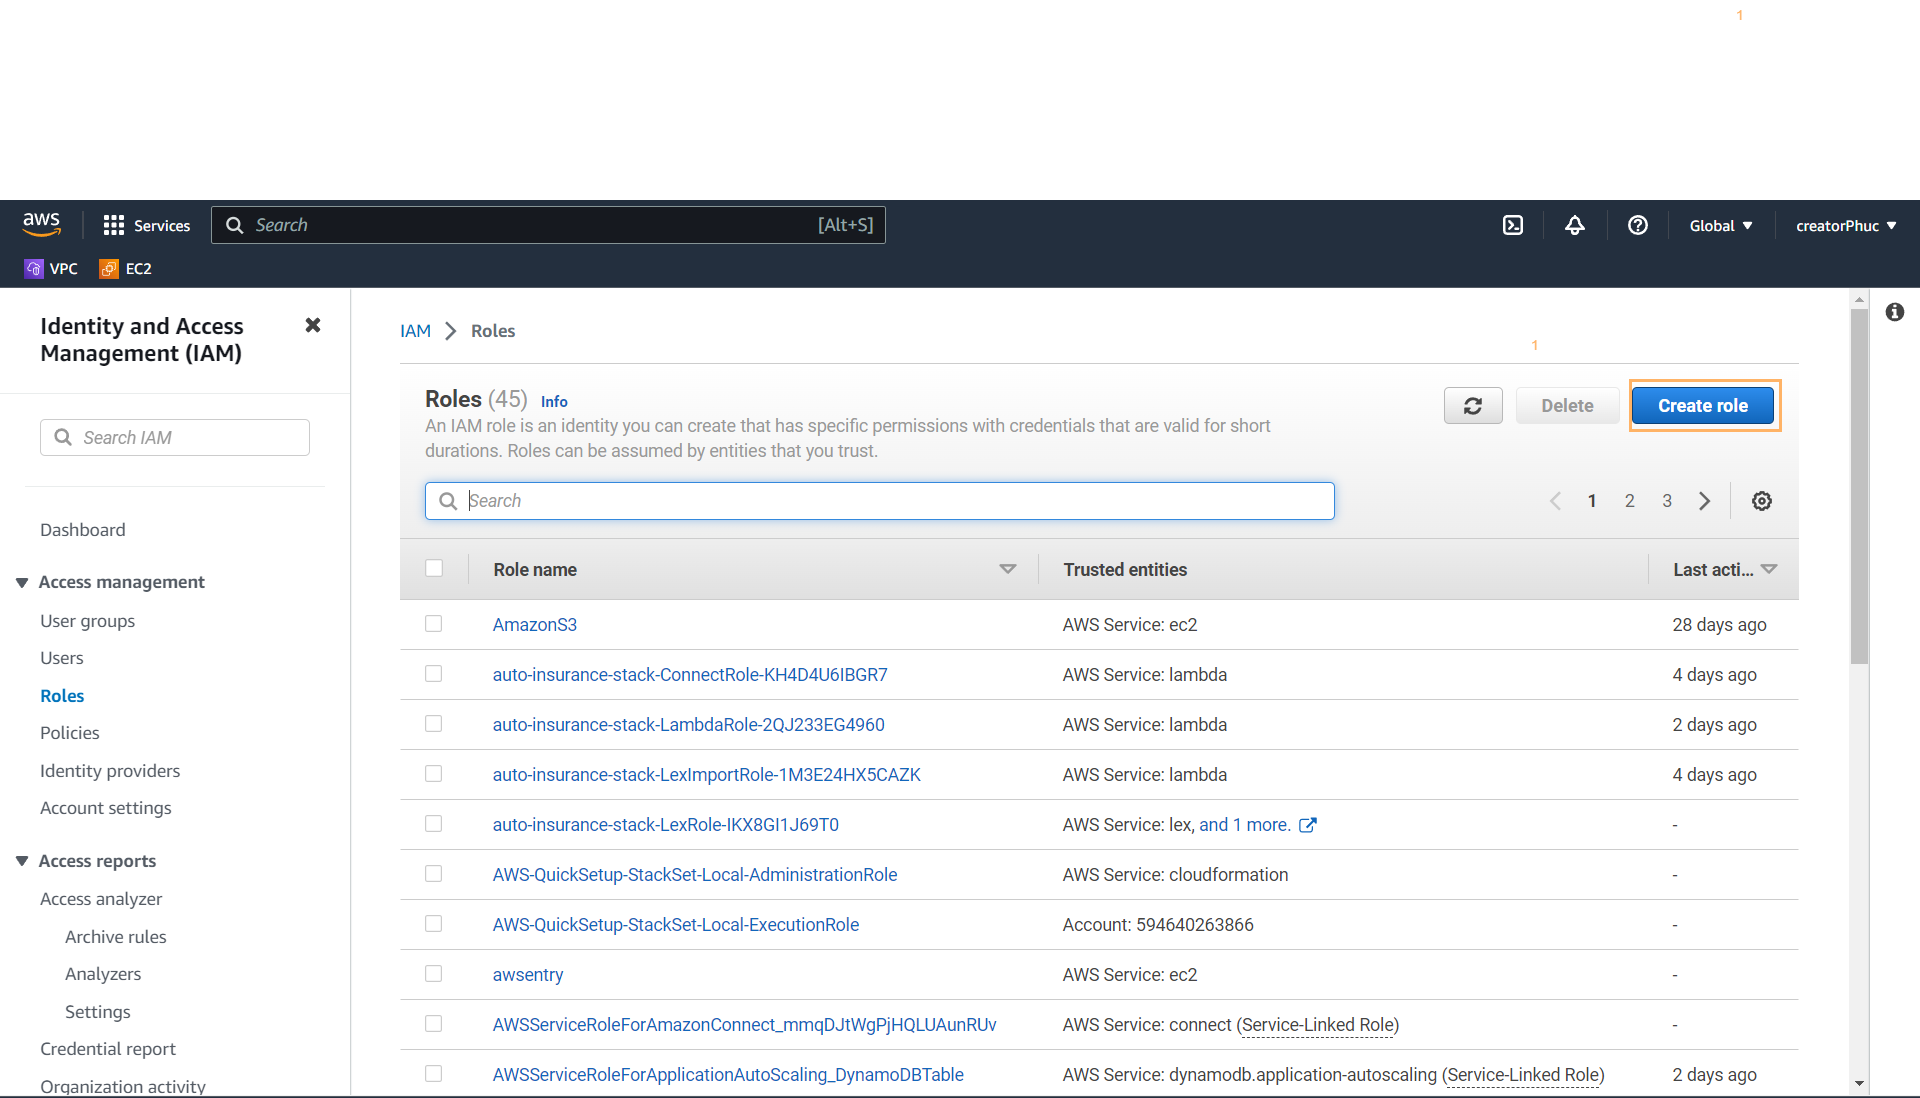 1
aws
Services
Search
[Alt+S]
Global
creatorPhuc
VPC
EC2
Identity and Access
Management (IAM)
Search IAM
Dashboard
Access management
User groups
Users
Roles
Policies
Identity providers
Account settings
Access reports
Access analyzer
Archive rules
Analyzers
Settings
Credential report
Organization activity
IAM
Roles
1
Roles (45) Info
An IAM role is an identity you can create that has specific permissions with credentials that are valid for short
durations. Roles can be assumed by entities that you trust.
Delete
Create role
Search
1 2 3
Role name Trusted entities Last acti...
AmazonS3 AWS Service: ec2 28 days ago
auto-insurance-stack-ConnectRole-KH4D4U6IBGR7 AWS Service: lambda 4 days ago
auto-insurance-stack-LambdaRole-2QJ233EG4960 AWS Service: lambda 2 days ago
auto-insurance-stack-LexImportRole-1M3E24HX5CAZK AWS Service: lambda 4 days ago
auto-insurance-stack-LexRole-IKX8GI1J69T0 AWS Service: lex, and 1 more. -
AWS-QuickSetup-StackSet-Local-AdministrationRole AWS Service: cloudformation -
AWS-QuickSetup-StackSet-Local-ExecutionRole Account: 594640263866 -
awsentry AWS Service: ec2 -
AWSServiceRoleForAmazonConnect_mmqDJtWgPjHQLUAunRUv AWS Service: connect (Service-Linked Role) -
AWSServiceRoleForApplicationAutoScaling_DynamoDBTable AWS Service: dynamodb.application-autoscaling (Service-Linked Role) 2 days ago